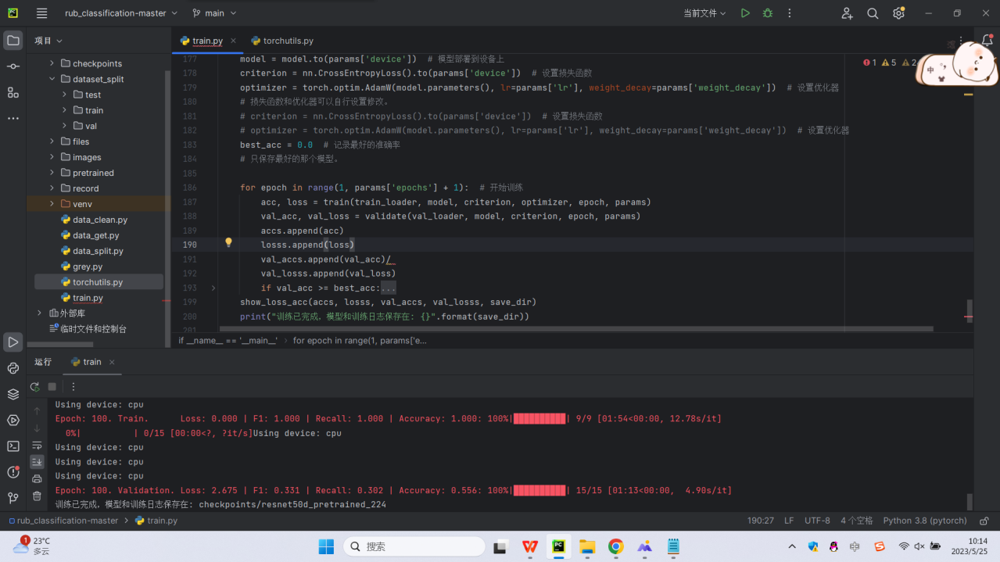 rub_classification-master
main
当前文件
项目
train.py
torchutils.py
checkpoints
dataset_split
test
train
val
files
images
pretrained
record
venv
data_clean.py
data_get.py
data_split.py
grey.py
torchutils.py
train.py
外部库
临时文件和控制台
1 5 2
中
177 model = model.to(params['device']) # 模型部署到设备上
178 criterion = nn.CrossEntropyLoss().to(params['device']) # 设置损失函数
179 optimizer = torch.optim.AdamW(model.parameters(), lr=params['lr'], weight_decay=params['weight_decay']) # 设置优化器
180 # 损失函数和优化器可以自行设置修改。
181 # criterion = nn.CrossEntropyLoss().to(params['device']) # 设置损失函数
182 # optimizer = torch.optim.AdamW(model.parameters(), lr=params['lr'], weight_decay=params['weight_decay']) # 设置优化器
183 best_acc = 0.0 # 记录最好的准确率
184 # 只保存最好的那个模型。
185
186 for epoch in range(1, params['epochs'] + 1): # 开始训练
187 acc, loss = train(train_loader, model, criterion, optimizer, epoch, params)
188 val_acc, val_loss = validate(val_loader, model, criterion, epoch, params)
189 accs.append(acc)
190 losss.append(loss)
191 val_accs.append(val_acc)/
192 val_losss.append(val_loss)
193 if val_acc >= best_acc:...
199 show_loss_acc(accs, losss, val_accs, val_losss, save_dir)
200 print("训练已完成，模型和训练日志保存在: {}".format(save_dir))
201
if __name__ == '__main__' › for epoch in range(1, params['e...
运行
train
Using device: cpu
Epoch: 100. Train. Loss: 0.000 | F1: 1.000 | Recall: 1.000 | Accuracy: 1.000: 100%|██████████| 9/9 [01:54<00:00, 12.78s/it]
0%| | 0/15 [00:00<?, ?it/s]Using device: cpu
Using device: cpu
Using device: cpu
Using device: cpu
Epoch: 100. Validation. Loss: 2.675 | F1: 0.331 | Recall: 0.302 | Accuracy: 0.556: 100%|██████████| 15/15 [01:13<00:00, 4.90s/it]
训练已完成，模型和训练日志保存在: checkpoints/resnet50d_pretrained_224
rub_classification-master › train.py
190:27 LF UTF-8 4 个空格 Python 3.8 (pytorch)
1
23°C
多云
搜索
中
10:14
2023/5/25